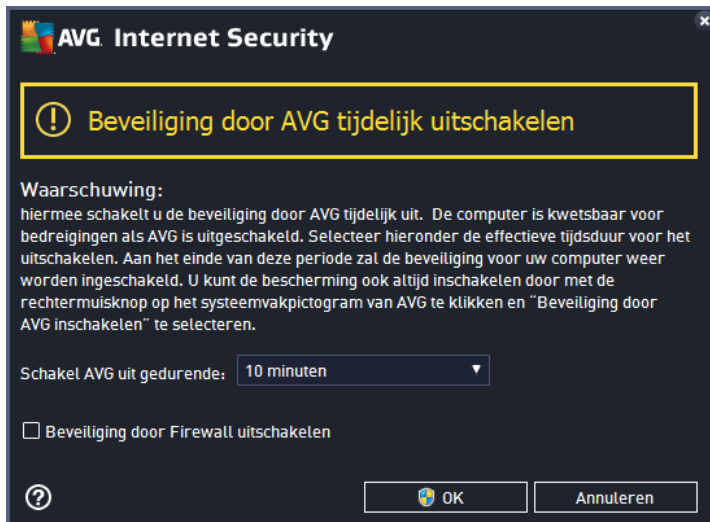 AVG. Internet Security
Beveiliging door AVG tijdelijk uitschakelen
Waarschuwing:
hiermee schakelt u de beveiliging door AVG tijdelijk uit. De computer is kwetsbaar voor
bedreigingen als AVG is uitgeschakeld. Selecteer hieronder de effectieve tijdsduur voor het
uitschakelen. Aan het einde van deze periode zal de beveiliging voor uw computer weer
worden ingeschakeld. U kunt de bescherming ook altijd inschakelen door met de
rechtermuisknop op het systeemvakpictogram van AVG te klikken en "Beveiliging door
AVG inschakelen" te selecteren.
Schakel AVG uit gedurende: 10 minuten
Beveiliging door Firewall uitschakelen
OK Annuleren